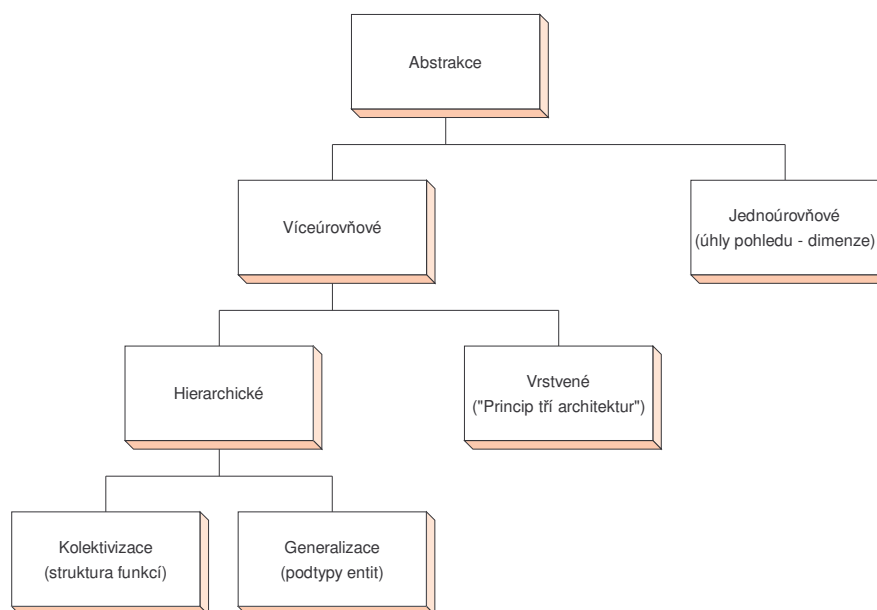 Abstrakce
Víceúrovňové
Jednoúrovňové
(úhly pohledu - dimenze)
Hierarchické
Vrstvené
("Princip tří architektur")
Kolektivizace
(struktura funkcí)
Generalizace
(podtypy entit)